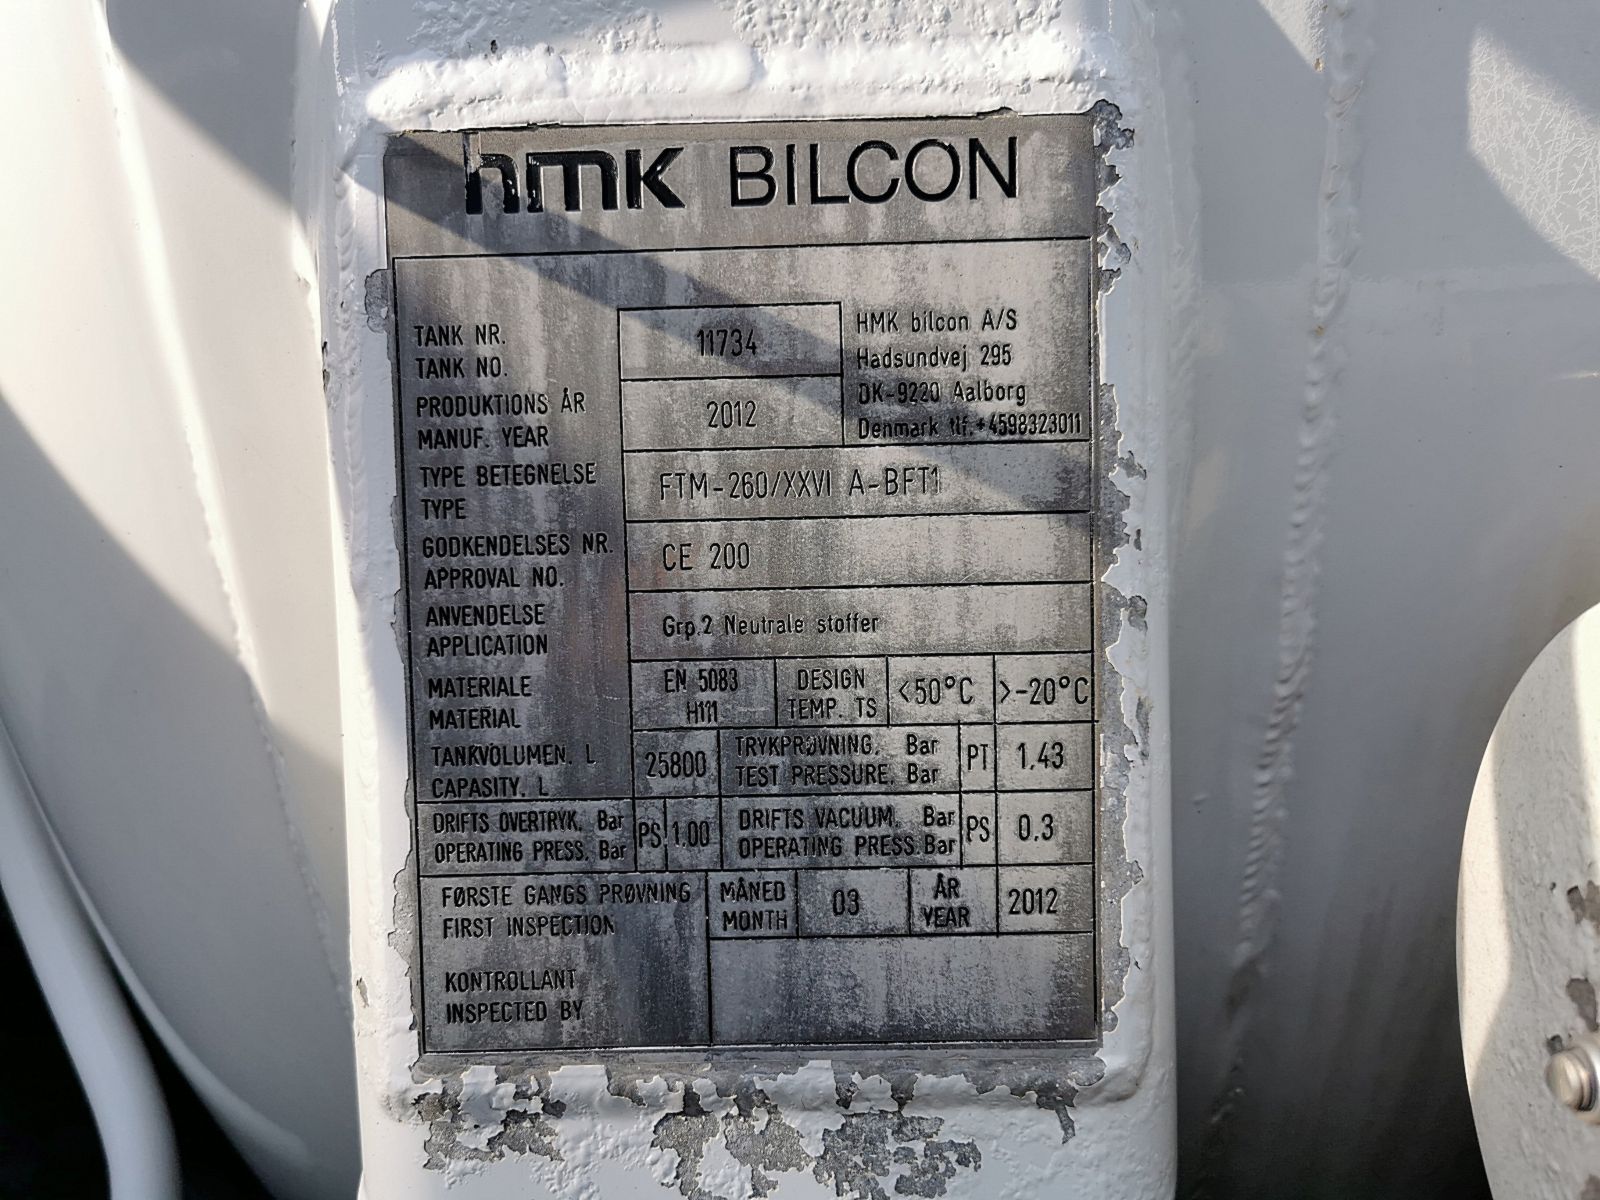 hmk BILCON
TANK NR.
TANK NO.
11734
HMK bilcon A/S
Hadsundvej 295
DK-9220 Aalborg
Denmark tlf.+4598323011
PRODUKTIONS ÅR
MANUF. YEAR
2012
TYPE BETEGNELSE
TYPE
FTM-260/XXVI A-BFT1
GODKENDELSES NR.
APPROVAL NO.
CE 200
ANVENDELSE
APPLICATION
Grp.2 Neutrale stoffer
MATERIALE
MATERIAL
EN 5083
H111
DESIGN
TEMP. TS
<50°C
>-20°C
TANKVOLUMEN. L
CAPASITY. L
25800
TRYKPRØVNING. Bar
TEST PRESSURE. Bar
PT
1.43
DRIFTS OVERTRYK. Bar
OPERATING PRESS. Bar
PS
1.00
DRIFTS VACUUM. Bar
OPERATING PRESS.Bar
PS
0.3
FØRSTE GANGS PRØVNING
FIRST INSPECTION
MÅNED
MONTH
03
ÅR
YEAR
2012
KONTROLLANT
INSPECTED BY